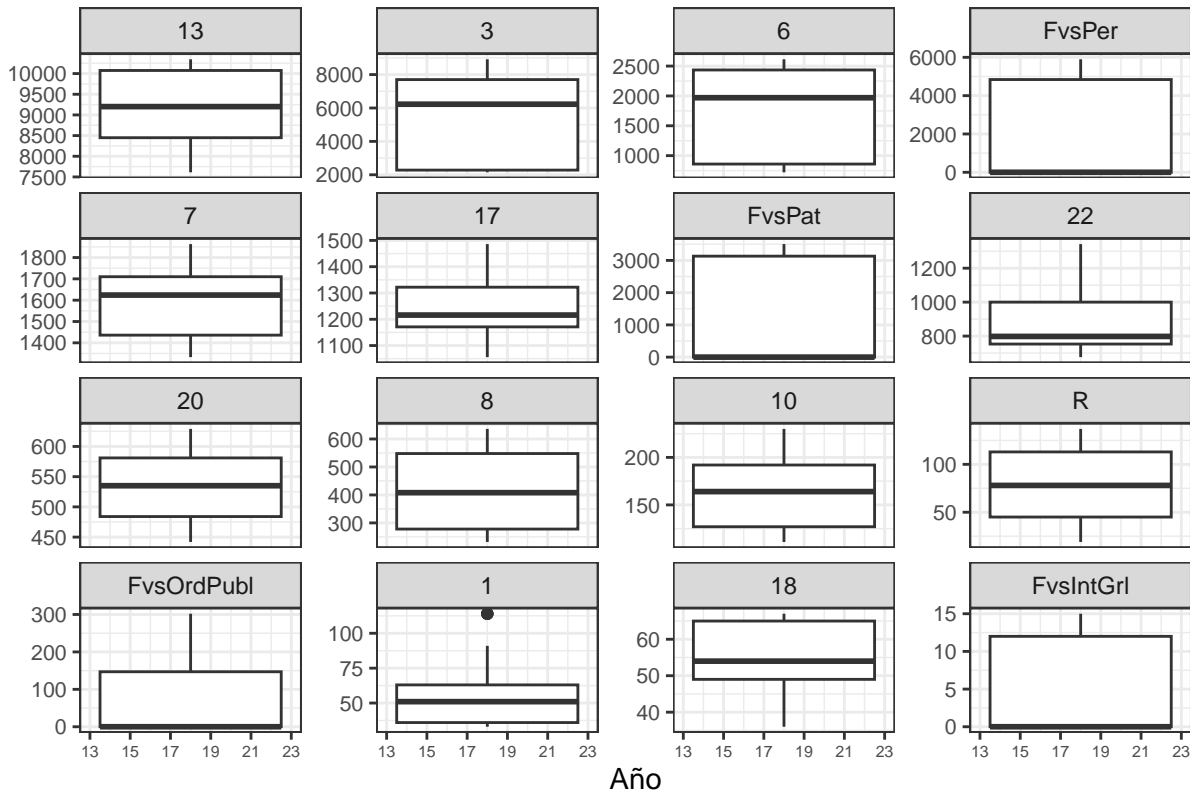 13 3 6 FvsPer
10000 9500 9000 8500 8000 7500
8000 6000 4000 2000
2500 2000 1500 1000
6000 4000 2000 0
7 17 FvsPat 22
1800 1700 1600 1500 1400
1500 1400 1300 1200 1100
3000 2000 1000 0
1200 1000 800
20 8 10 R
600 550 500 450
600 500 400 300
200 150
100 50
FvsOrdPubl 1 18 FvsIntGrl
300 200 100 0
100 75 50
60 50 40
15 10 5 0
13 15 17 19 21 23 13 15 17 19 21 23 13 15 17 19 21 23 13 15 17 19 21 23
Año